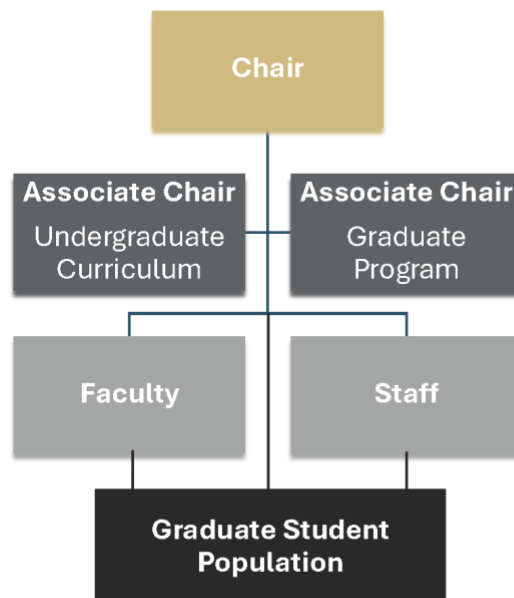 Chair
Associate Chair
Undergraduate
Curriculum
Associate Chair
Graduate
Program
Faculty
Staff
Graduate Student
Population